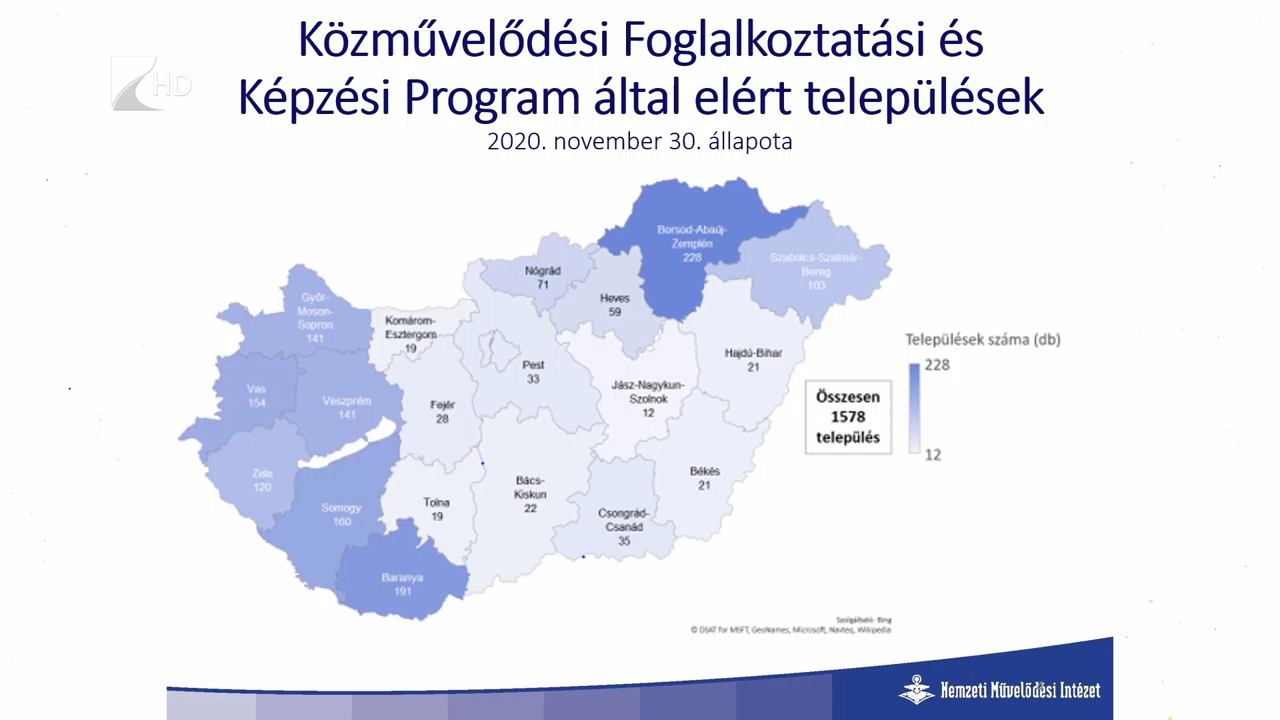 Közművelődési Foglalkoztatási és
Képzési Program által elért települések
2020. november 30. állapota
HD
Borsod-Abaúj-
Zemplén
228
Szabolcs-Szatmár-
Bereg
103
Nógrád
71
Heves
59
Győr-
Moson-
Sopron
141
Komárom-
Esztergom
19
Pest
33
Hajdú-Bihar
21
Jász-Nagykun-
Szolnok
12
Vas
154
Veszprém
141
Fejér
28
Zala
120
Somogy
160
Tolna
19
Bács-
Kiskun
22
Békés
21
Csongrád-
Csanád
35
Baranya
191
Települések száma (db)
228
12
Összesen
1578
település
Szolgáltató: Bing
© DSAT for MSFT, GeoNames, Microsoft, Navteq, Wikipedia
Nemzeti Művelődési Intézet